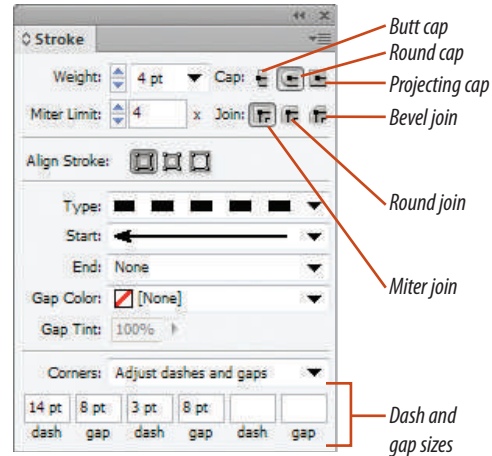 Stroke
Butt cap
Round cap
Weight: 4 pt Cap:
Projecting cap
Miter Limit: 4 x Join:
Bevel join
Align Stroke:
Type:
Round join
Start:
End: None
Gap Color: [None]
Miter join
Gap Tint: 100%
Corners: Adjust dashes and gaps
14 pt 8 pt 3 pt 8 pt
dash gap dash gap dash gap
Dash and
gap sizes